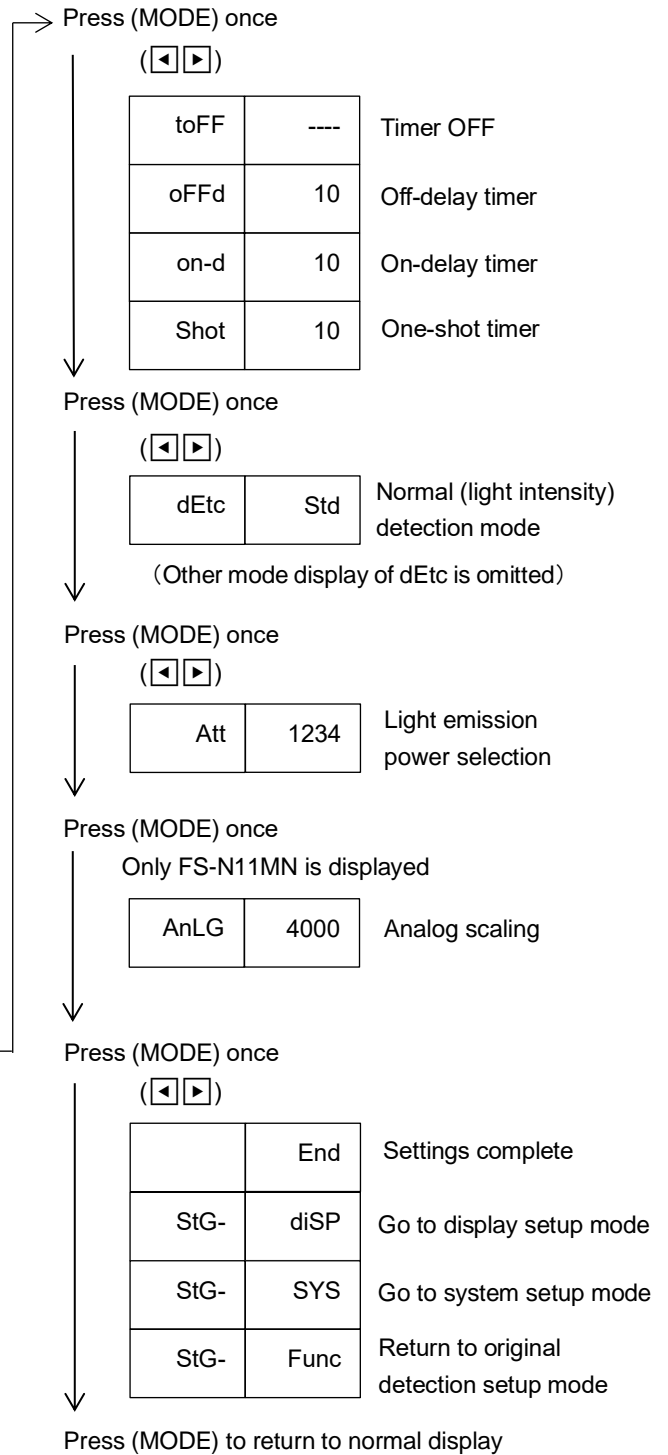 Press (MODE) once
(◀ ▶)
toFF ---- Timer OFF
oFFd 10 Off-delay timer
on-d 10 On-delay timer
Shot 10 One-shot timer
Press (MODE) once
(◀ ▶)
dEtc Std Normal (light intensity)
detection mode
（Other mode display of dEtc is omitted）
Press (MODE) once
(◀ ▶)
Att 1234 Light emission
power selection
Press (MODE) once
Only FS-N11MN is displayed
AnLG 4000 Analog scaling
Press (MODE) once
(◀ ▶)
End Settings complete
StG- diSP Go to display setup mode
StG- SYS Go to system setup mode
StG- Func Return to original
detection setup mode
Press (MODE) to return to normal display